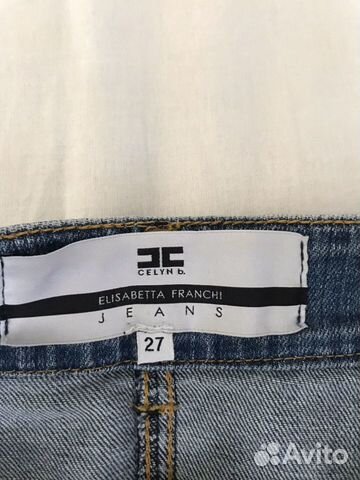 CELYN b.
ELISABETTA FRANCHI
JEANS
27
Avito